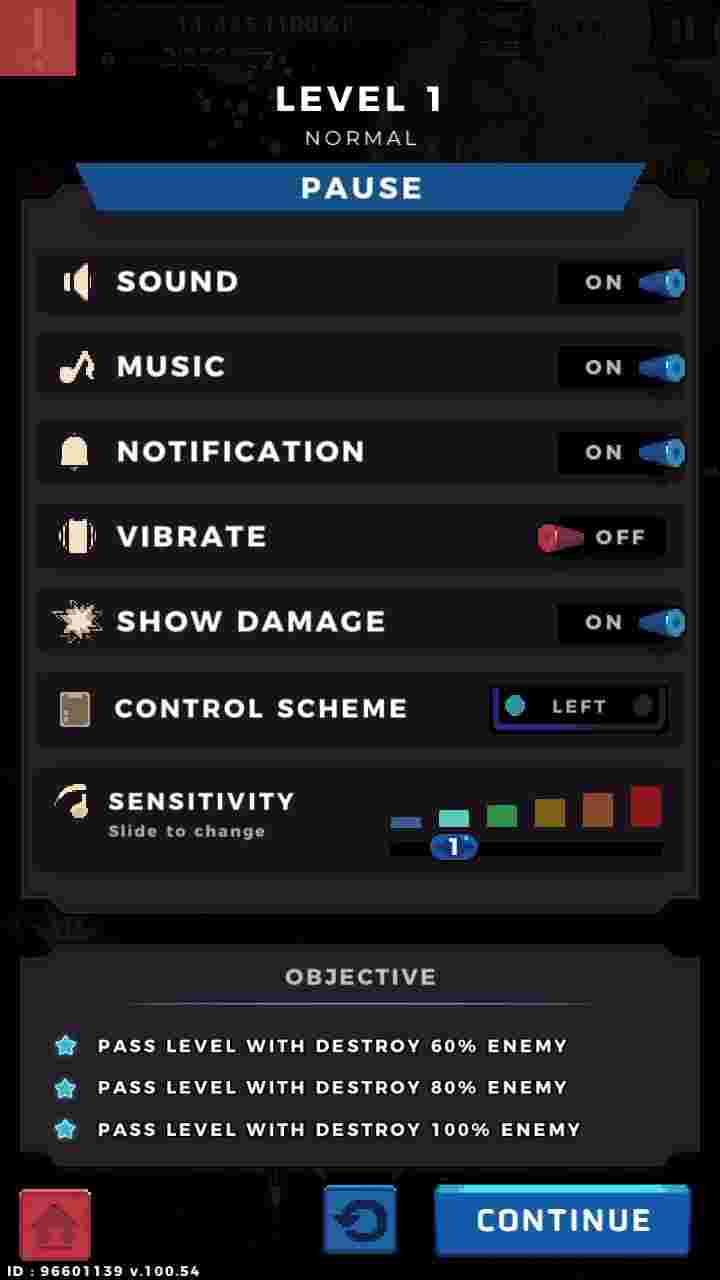 LEVEL 1
NORMAL
PAUSE
SOUND ON
MUSIC ON
NOTIFICATION ON
VIBRATE OFF
SHOW DAMAGE ON
CONTROL SCHEME LEFT
SENSITIVITY
Slide to change
1
OBJECTIVE
PASS LEVEL WITH DESTROY 60% ENEMY
PASS LEVEL WITH DESTROY 80% ENEMY
PASS LEVEL WITH DESTROY 100% ENEMY
CONTINUE
ID : 96601139 v.100.54